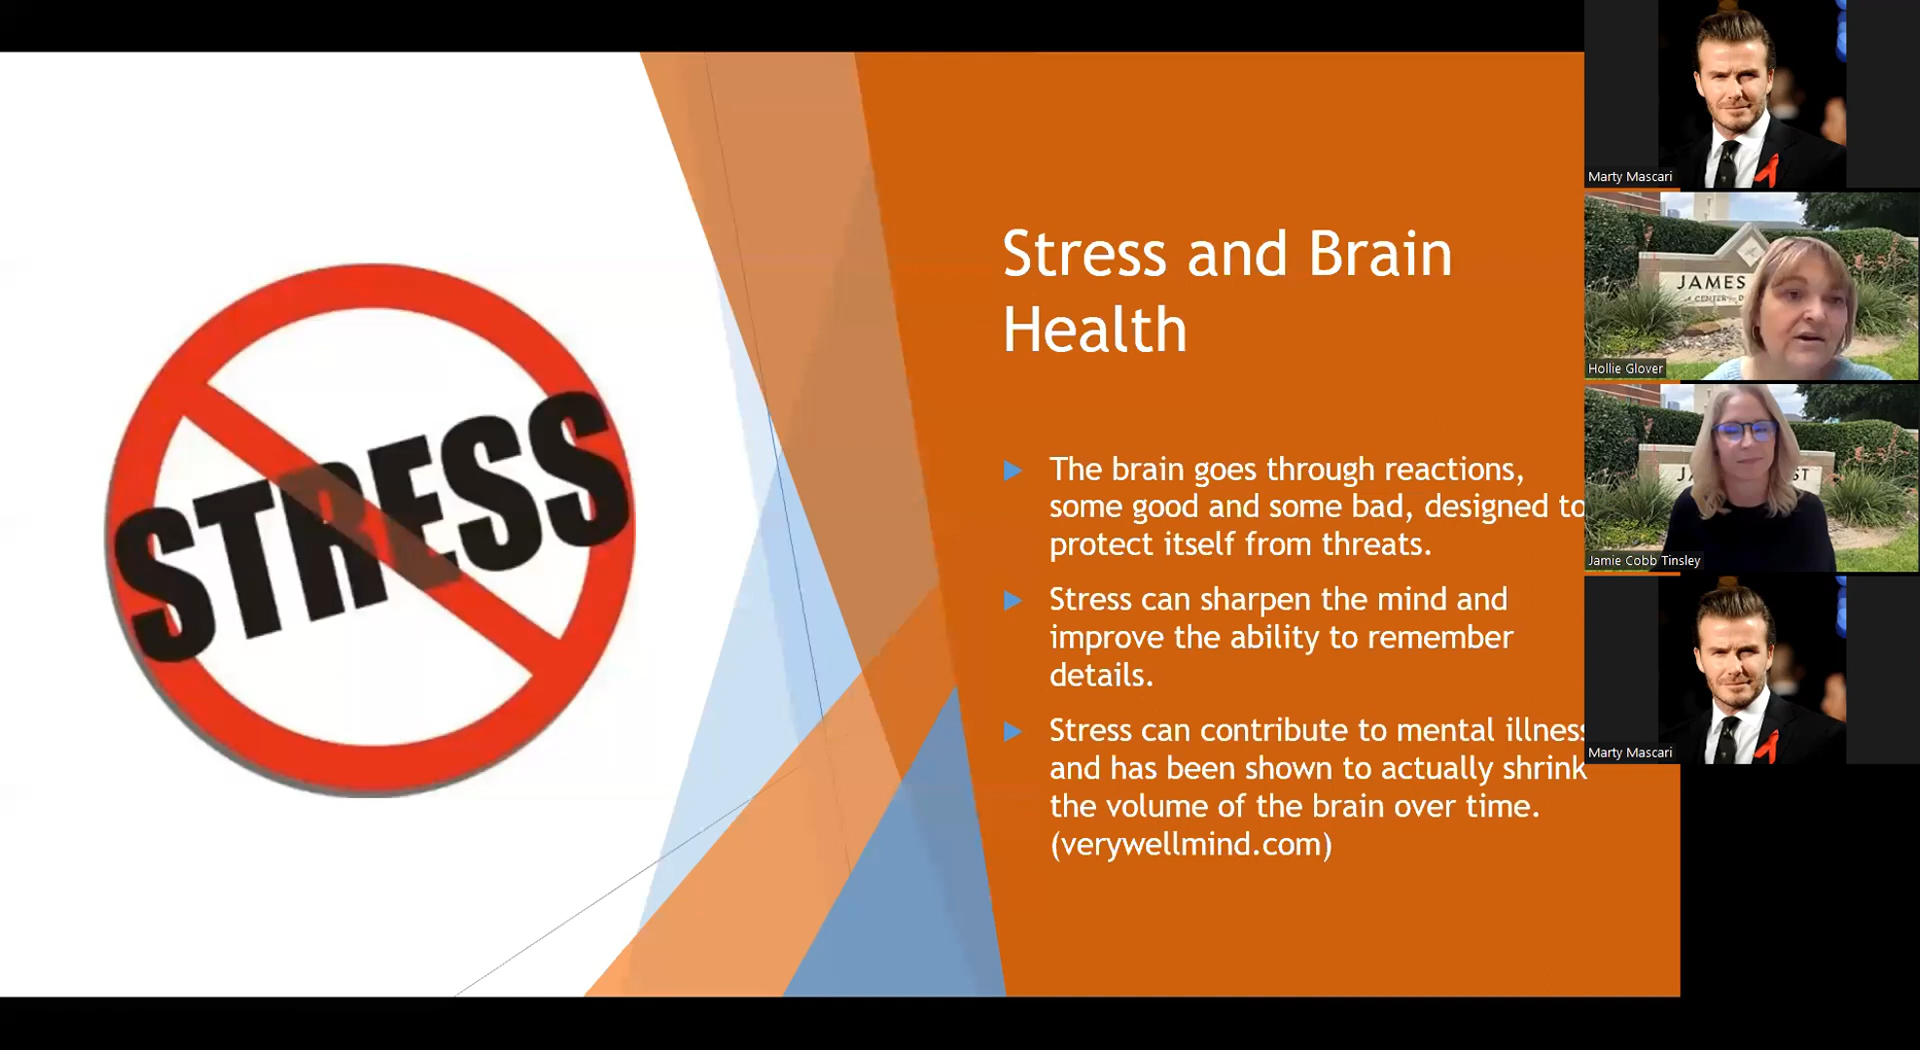 STRESS
Stress and Brain
Health
The brain goes through reactions,
some good and some bad, designed to
protect itself from threats.
Stress can sharpen the mind and
improve the ability to remember
details.
Stress can contribute to mental illness
and has been shown to actually shrink
the volume of the brain over time.
(verywellmind.com)
Marty Mascari
JAMES
A CENTER
Hollie Glover
JA
ST
Jamie Cobb Tinsley
Marty Mascari